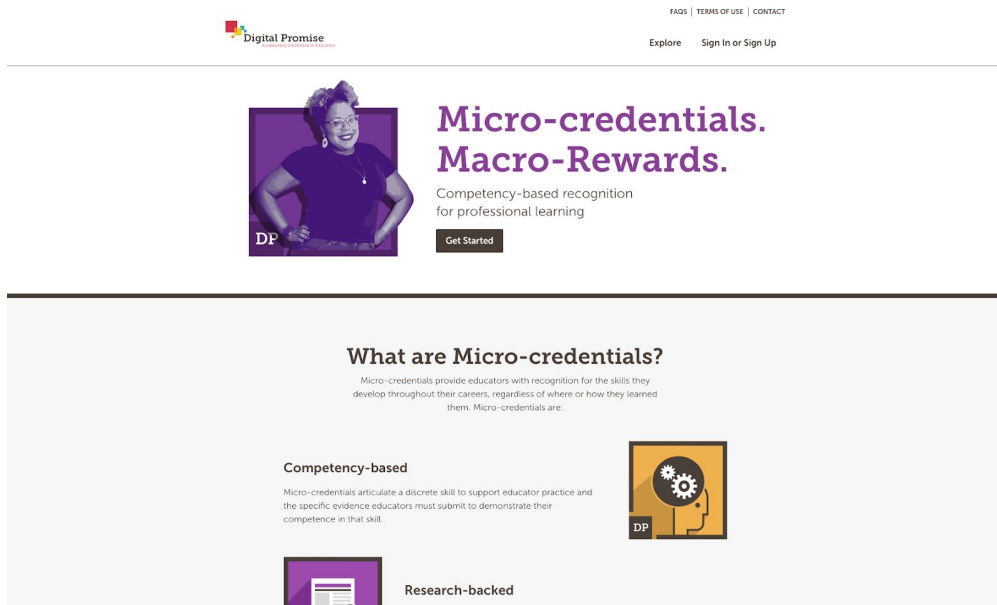 FAQS | TERMS OF USE | CONTACT
Digital Promise
Accelerating Innovation in Education
Explore Sign In or Sign Up
Micro-credentials.
Macro-Rewards.
Competency-based recognition
for professional learning
Get Started
DP
What are Micro-credentials?
Micro-credentials provide educators with recognition for the skills they
develop throughout their careers, regardless of where or how they learned
them. Micro-credentials are:
Competency-based
Micro-credentials articulate a discrete skill to support educator practice and
the specific evidence educators must submit to demonstrate their
competence in that skill.
DP
Research-backed